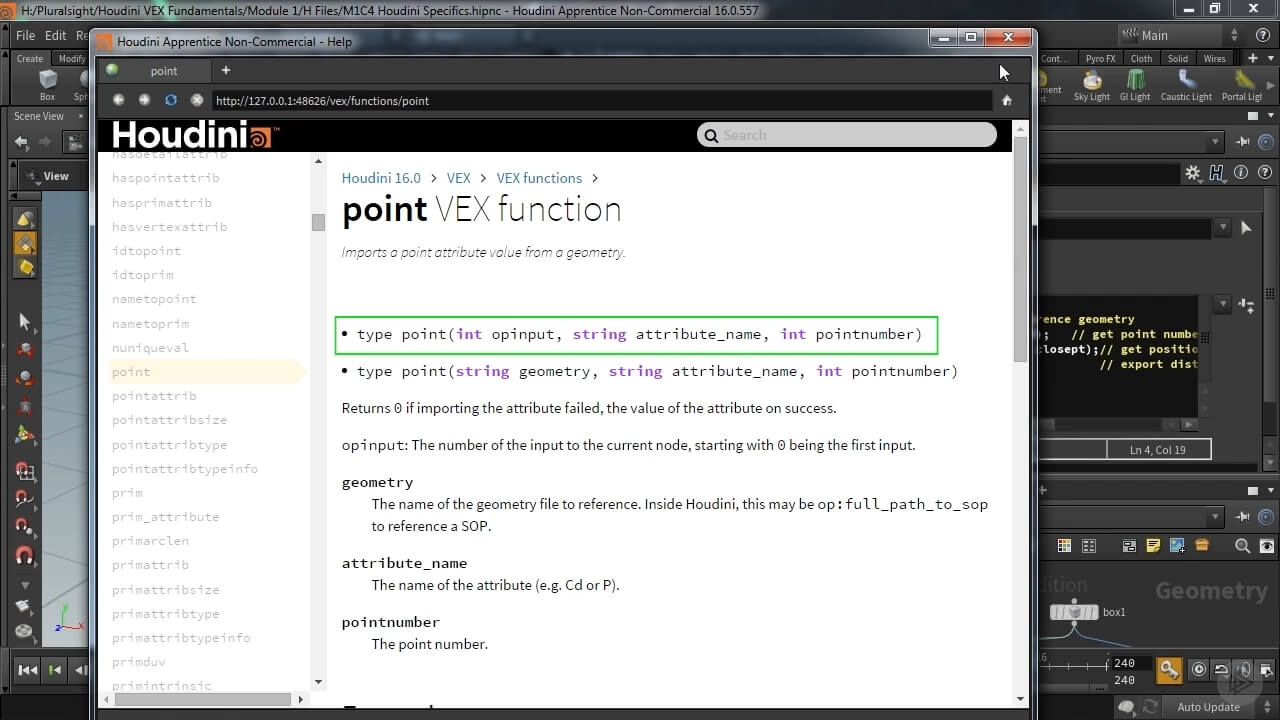 H:/Pluralsight/Houdini VEX Fundamentals/Module 1/H Files/M1C4 Houdini Specifics.hipnc - Houdini Apprentice Non-Commercial 16.0.557
File Edit
Main
Houdini Apprentice Non-Commercial - Help
Create Modify
Cont... Pyro FX Cloth Solid Wires
Box
Sky Light GI Light Caustic Light Portal Ligh
point
http://127.0.0.1:48626/vex/functions/point
Scene View
View
Houdini
Search
hasdetailattrib
haspointattrib
hasprimattrib
hasvertexattrib
idtopoint
idtoprim
nametopoint
nametoprim
nuniqueval
point
pointattrib
pointattribsize
pointattribtype
pointattribtypeinfo
prim
prim_attribute
primarclen
primattrib
primattribsize
primattribtype
primattribtypeinfo
primduv
primintrinsic
Houdini 16.0 > VEX > VEX functions >
point VEX function
Imports a point attribute value from a geometry.
• type point(int opinput, string attribute_name, int pointnumber)
• type point(string geometry, string attribute_name, int pointnumber)
Returns 0 if importing the attribute failed, the value of the attribute on success.
opinput: The number of the input to the current node, starting with 0 being the first input.
geometry
The name of the geometry file to reference. Inside Houdini, this may be op:full_path_to_sop
to reference a SOP.
attribute_name
The name of the attribute (e.g. Cd or P).
pointnumber
The point number.
rence geometry
); // get point numbe
closept);// get positio
// export dist
Ln 4, Col 19
Geometry
box1
240
240
Auto Update